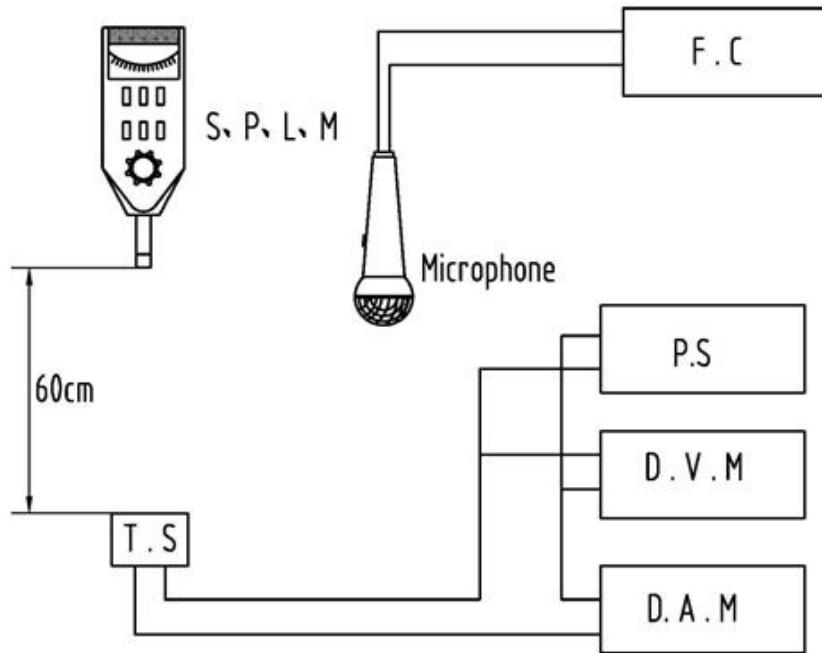 F.C
S、P、L、M
Microphone
P.S
60cm
D.V.M
T.S
D.A.M